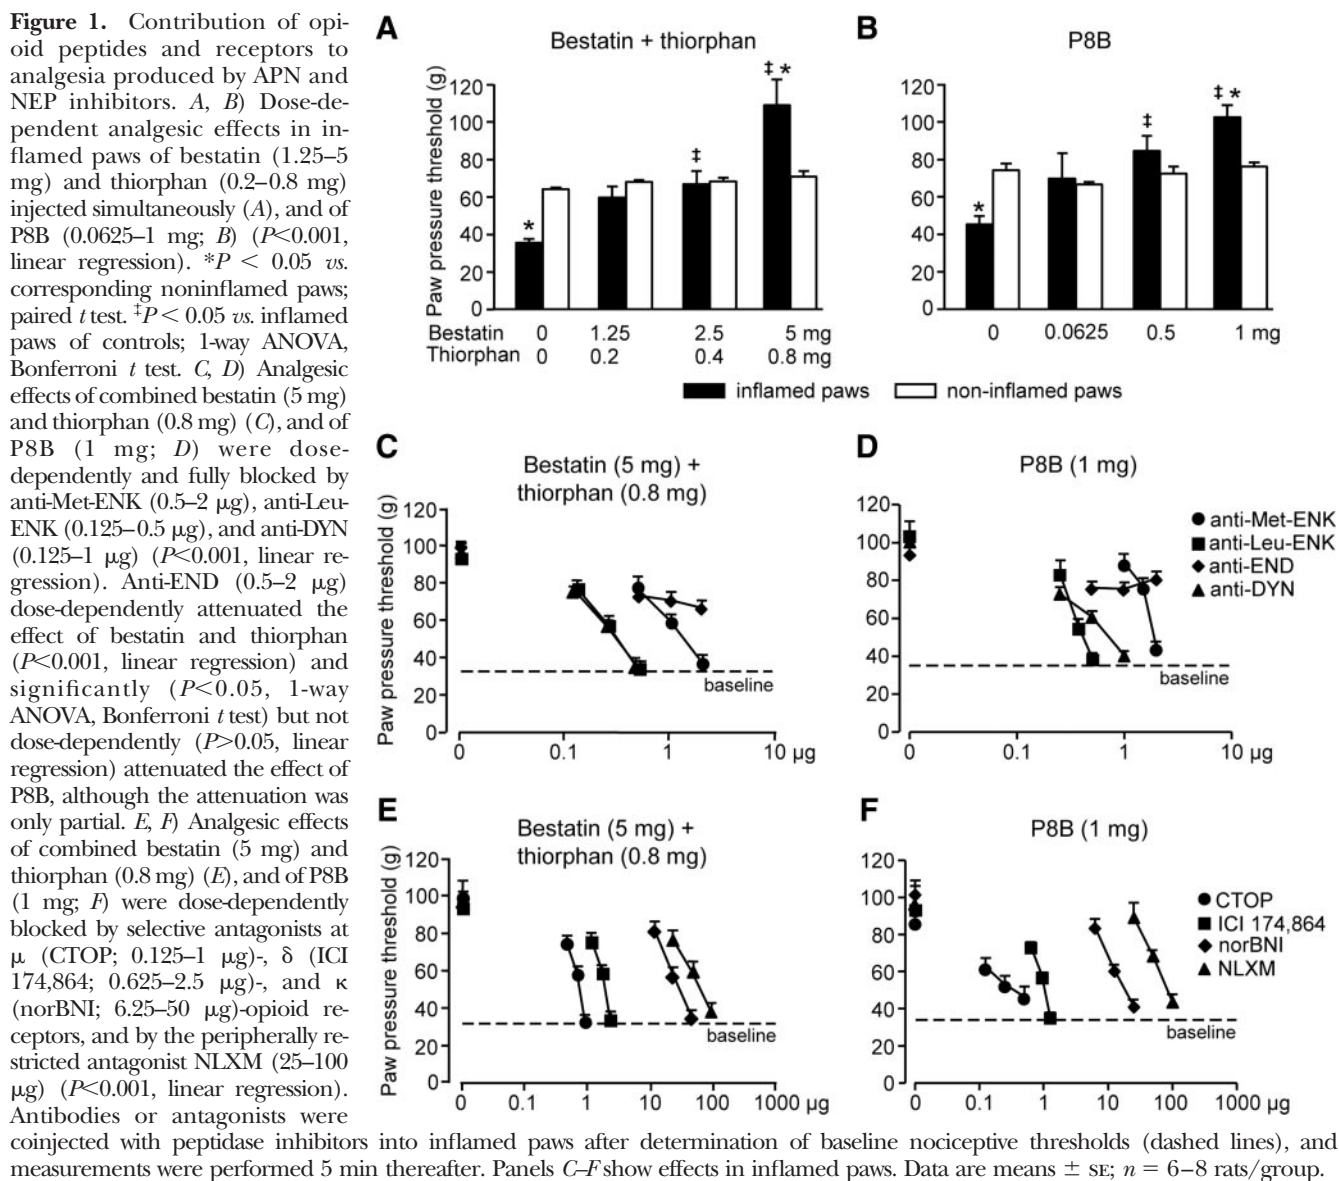 Figure 1. Contribution of opi-
oid peptides and receptors to
analgesia produced by APN and
NEP inhibitors. A, B) Dose-de-
pendent analgesic effects in in-
flamed paws of bestatin (1.25–5
mg) and thiorphan (0.2–0.8 mg)
injected simultaneously (A), and of
P8B (0.0625–1 mg; B) (P<0.001,
linear regression). *P < 0.05 vs.
corresponding noninflamed paws;
paired t test. ‡P < 0.05 vs. inflamed
paws of controls; 1-way ANOVA,
Bonferroni t test. C, D) Analgesic
effects of combined bestatin (5 mg)
and thiorphan (0.8 mg) (C), and of
P8B (1 mg; D) were dose-
dependently and fully blocked by
anti-Met-ENK (0.5–2 μg), anti-Leu-
ENK (0.125–0.5 μg), and anti-DYN
(0.125–1 μg) (P<0.001, linear re-
gression). Anti-END (0.5–2 μg)
dose-dependently attenuated the
effect of bestatin and thiorphan
(P<0.001, linear regression) and
significantly (P<0.05, 1-way
ANOVA, Bonferroni t test) but not
dose-dependently (P>0.05, linear
regression) attenuated the effect of
P8B, although the attenuation was
only partial. E, F) Analgesic effects
of combined bestatin (5 mg) and
thiorphan (0.8 mg) (E), and of P8B
(1 mg; F) were dose-dependently
blocked by selective antagonists at
μ (CTOP; 0.125–1 μg)-, δ (ICI
174,864; 0.625–2.5 μg)-, and κ
(norBNI; 6.25–50 μg)-opioid re-
ceptors, and by the peripherally re-
stricted antagonist NLXM (25–100
μg) (P<0.001, linear regression).
Antibodies or antagonists were
coinjected with peptidase inhibitors into inflamed paws after determination of baseline nociceptive thresholds (dashed lines), and
measurements were performed 5 min thereafter. Panels C–F show effects in inflamed paws. Data are means ± SE; n = 6–8 rats/group.
A
Bestatin + thiorphan
Paw pressure threshold (g)
120
100
80
60
40
20
0
*
‡
‡ *
Bestatin 0 1.25 2.5 5 mg
Thiorphan 0 0.2 0.4 0.8 mg
B
P8B
120
100
80
60
40
20
0
*
‡
‡ *
0 0.0625 0.5 1 mg
inflamed paws non-inflamed paws
C
Bestatin (5 mg) +
thiorphan (0.8 mg)
Paw pressure threshold (g)
120
100
80
60
40
20
0
baseline
0 0.1 1 10 μg
D
P8B (1 mg)
120
100
80
60
40
20
0
anti-Met-ENK
anti-Leu-ENK
anti-END
anti-DYN
baseline
0 0.1 1 10 μg
E
Bestatin (5 mg) +
thiorphan (0.8 mg)
Paw pressure threshold (g)
120
100
80
60
40
20
0
baseline
0 0.1 1 10 100 1000 μg
F
P8B (1 mg)
120
100
80
60
40
20
0
CTOP
ICI 174,864
norBNI
NLXM
baseline
0 0.1 1 10 100 1000 μg